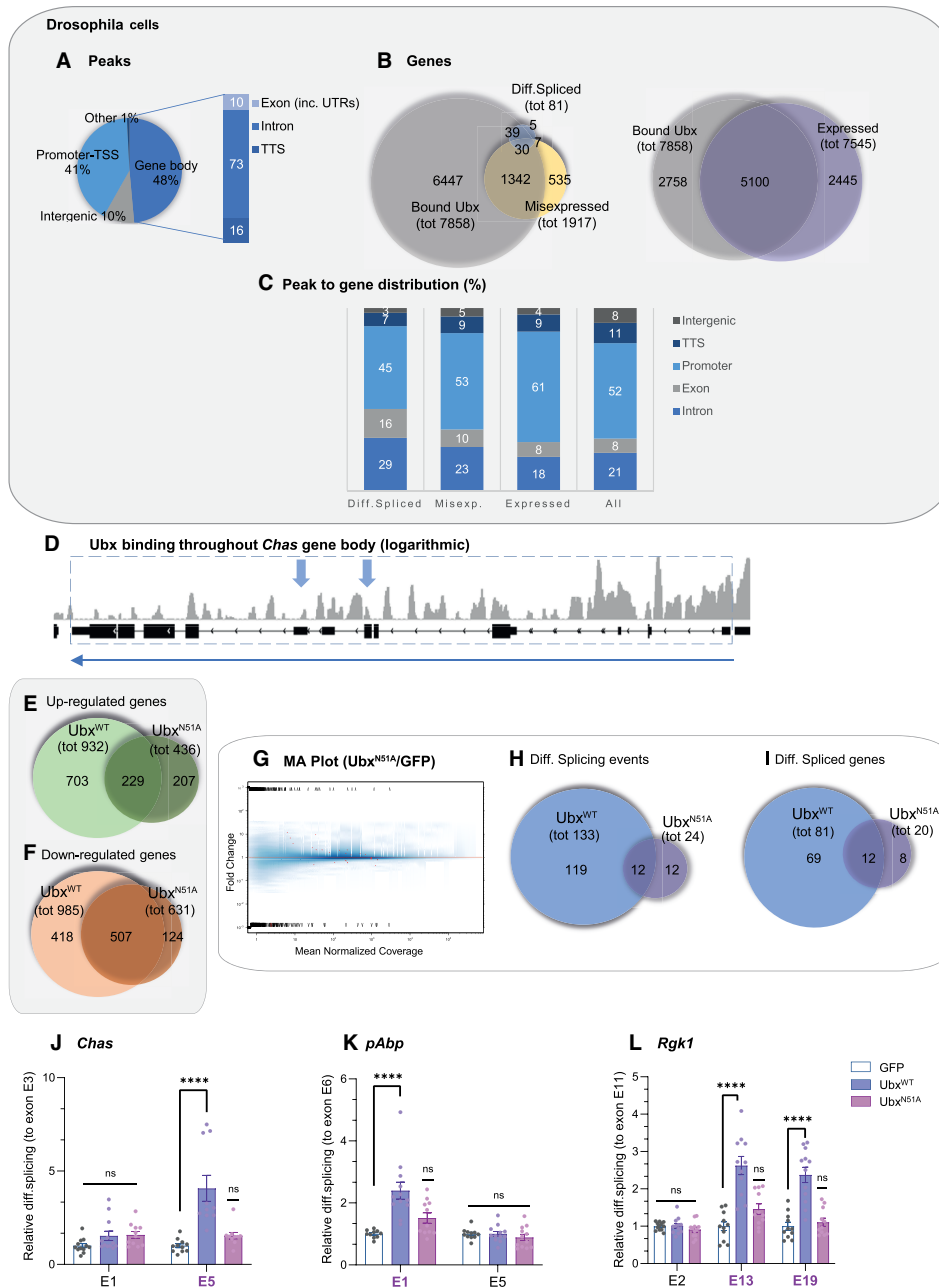 Drosophila cells
A Peaks
Other 1%
Promoter-TSS
41%
Gene body
48%
Intergenic 10%
10
73
16
Exon (inc. UTRs)
Intron
TTS
B Genes
Diff.Spliced
(tot 81)
5
39
7
30
6447
1342
535
Bound Ubx
(tot 7858)
Misexpressed
(tot 1917)
Bound Ubx
(tot 7858)
Expressed
(tot 7545)
2758
5100
2445
C Peak to gene distribution (%)
3
7
45
16
29
5
9
53
10
23
4
9
61
8
18
8
11
52
8
21
Diff.Spliced
Misexp.
Expressed
All
Intergenic
TTS
Promoter
Exon
Intron
D Ubx binding throughout Chas gene body (logarithmic)
E Up-regulated genes
UbxWT
(tot 932)
UbxN51A
(tot 436)
703
229
207
F Down-regulated genes
UbxWT
(tot 985)
UbxN51A
(tot 631)
418
507
124
G MA Plot (UbxN51A/GFP)
Fold Change
Mean Normalized Coverage
H Diff. Splicing events
UbxWT
(tot 133)
UbxN51A
(tot 24)
119
12
12
I Diff. Spliced genes
UbxWT
(tot 81)
UbxN51A
(tot 20)
69
12
8
J Chas
Relative diff.splicing (to exon E3)
10
5
0
ns
****
ns
E1
E5
K pAbp
Relative diff.splicing (to exon E6)
6
4
2
0
****
ns
ns
E1
E5
L Rgk1
Relative diff.splicing (to exon E11)
5
4
3
2
1
0
ns
****
ns
****
ns
E2
E13
E19
GFP
UbxWT
UbxN51A